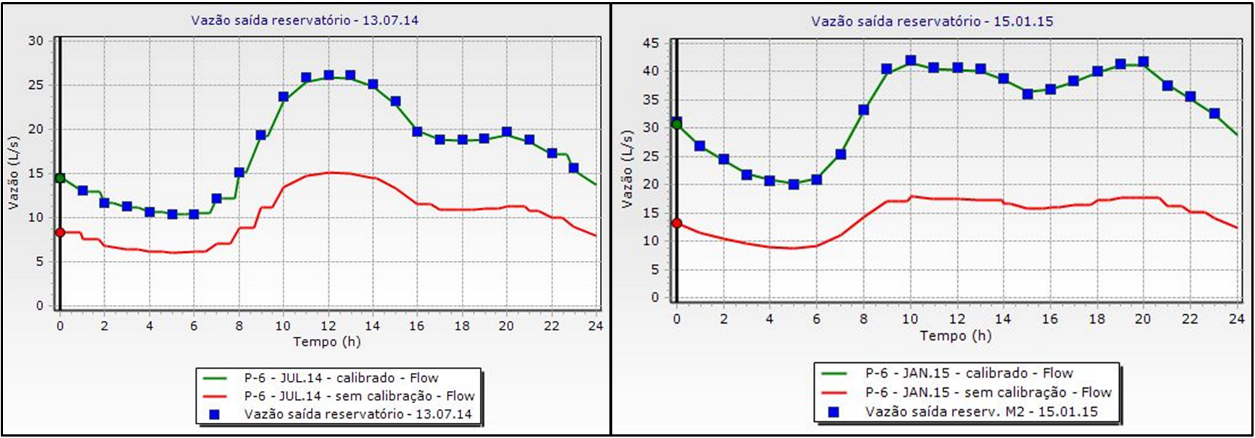 Vazão saída reservatório - 13.07.14
30
25
20
15
10
5
0
Vazão (L/s)
0 2 4 6 8 10 12 14 16 18 20 22 24
Tempo (h)
P-6 - JUL.14 - calibrado - Flow
P-6 - JUL.14 - sem calibração - Flow
Vazão saída reservatório - 13.07.14
Vazão saída reservatório - 15.01.15
45
40
35
30
25
20
15
10
5
0
Vazão (L/s)
0 2 4 6 8 10 12 14 16 18 20 22 24
Tempo (h)
P-6 - JAN.15 - calibrado - Flow
P-6 - JAN.15 - sem calibração - Flow
Vazão saída reserv. M2 - 15.01.15